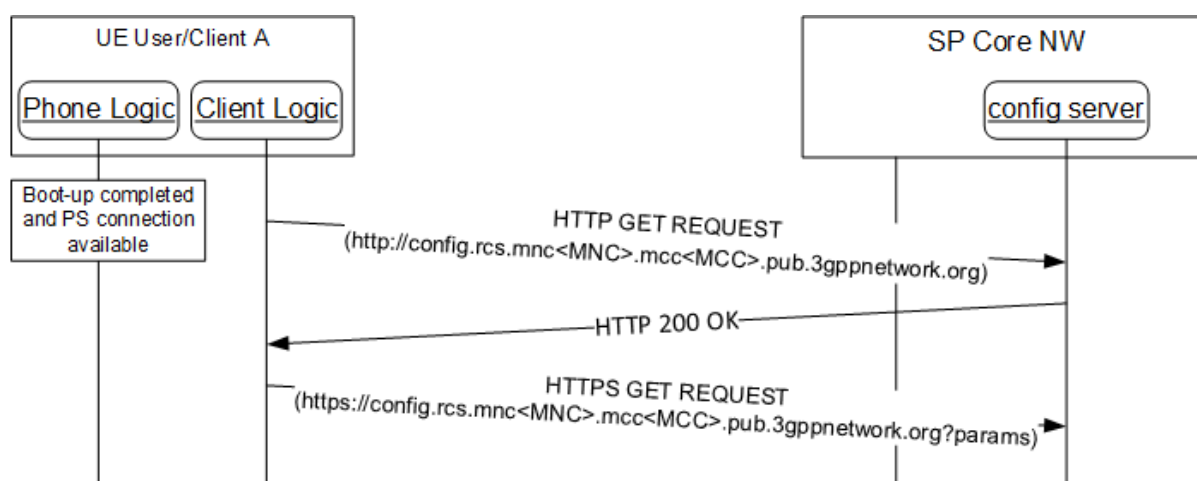 UE User/Client A
SP Core NW
Phone Logic
Client Logic
config server
Boot-up completed
and PS connection
available
HTTP GET REQUEST
(http://config.rcs.mnc<MNC>.mcc<MCC>.pub.3gppnetwork.org)
HTTP 200 OK
HTTPS GET REQUEST
(https://config.rcs.mnc<MNC>.mcc<MCC>.pub.3gppnetwork.org?params)